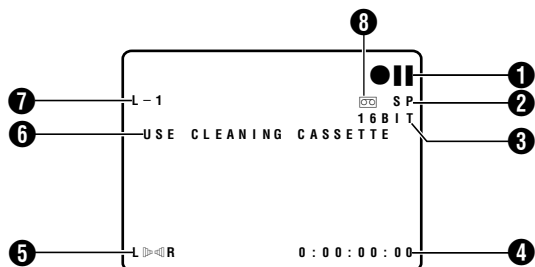 8
1
7 L-1 SP 2
16BIT
6 USE CLEANING CASSETTE 3
5 L R 0:00:00:00 4